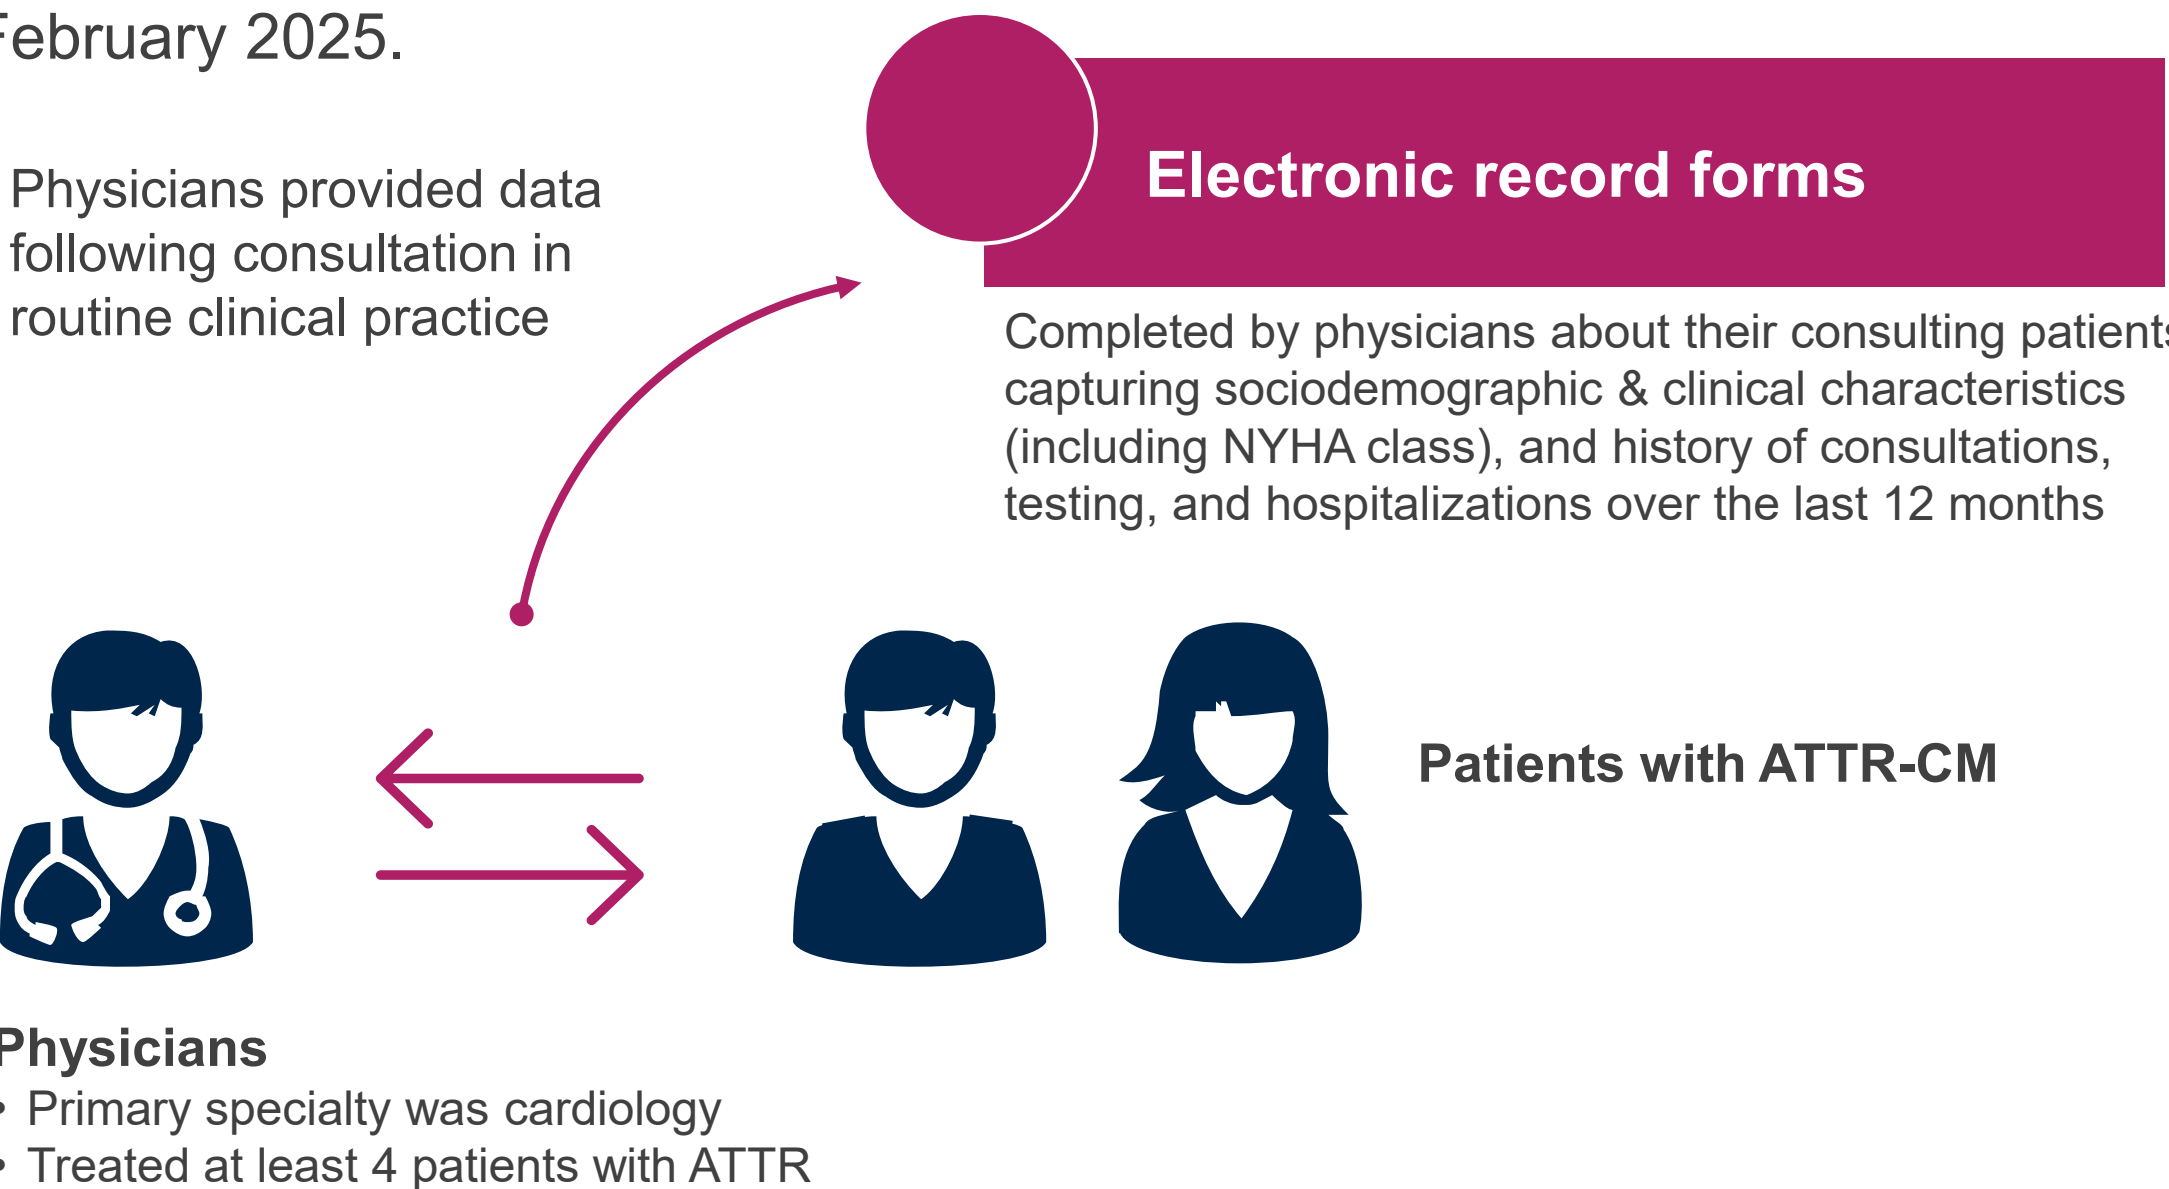 February 2025.
Physicians provided data
following consultation in
routine clinical practice
Electronic record forms
Completed by physicians about their consulting patients
capturing sociodemographic & clinical characteristics
(including NYHA class), and history of consultations,
testing, and hospitalizations over the last 12 months
Patients with ATTR-CM
Physicians
• Primary specialty was cardiology
• Treated at least 4 patients with ATTR